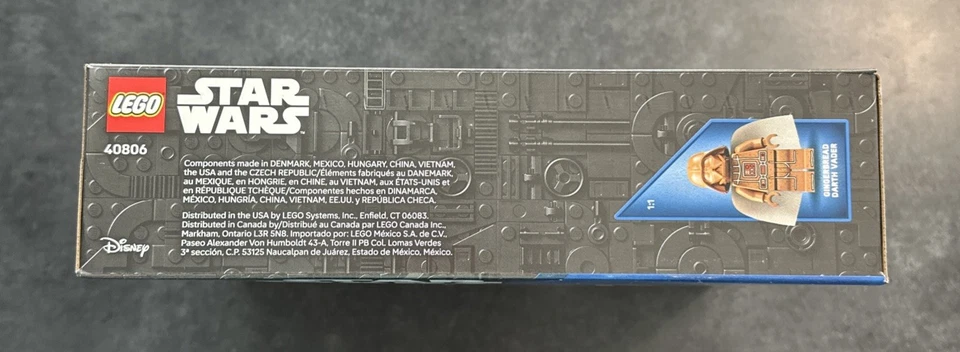 LEGO
STAR
WARS
40806
Components made in DENMARK, MEXICO, HUNGARY, CHINA, VIETNAM,
the USA and the CZECH REPUBLIC/Éléments fabriqués au DANEMARK,
au MEXIQUE, en HONGRIE, en CHINE, au VIETNAM, aux ÉTATS-UNIS et
en RÉPUBLIQUE TCHÈQUE/Componentes hechos en DINAMARCA,
MÉXICO, HUNGRÍA, CHINA, VIETNAM, EE.UU. y REPÚBLICA CHECA.
Distributed in the USA by LEGO Systems, Inc., Enfield, CT 06083.
Distributed in Canada by/Distribué au Canada par LEGO Canada Inc.,
Markham, Ontario L3R 5N8. Importado por: LEGO México S.A. de C.V.,
Paseo Alexander Von Humboldt 43-A. Torre II PB Col. Lomas Verdes
3ª sección, C.P. 53125 Naucalpan de Juárez, Estado de México, México.
Disney
1:1
GINGERBREAD
DARTH VADER